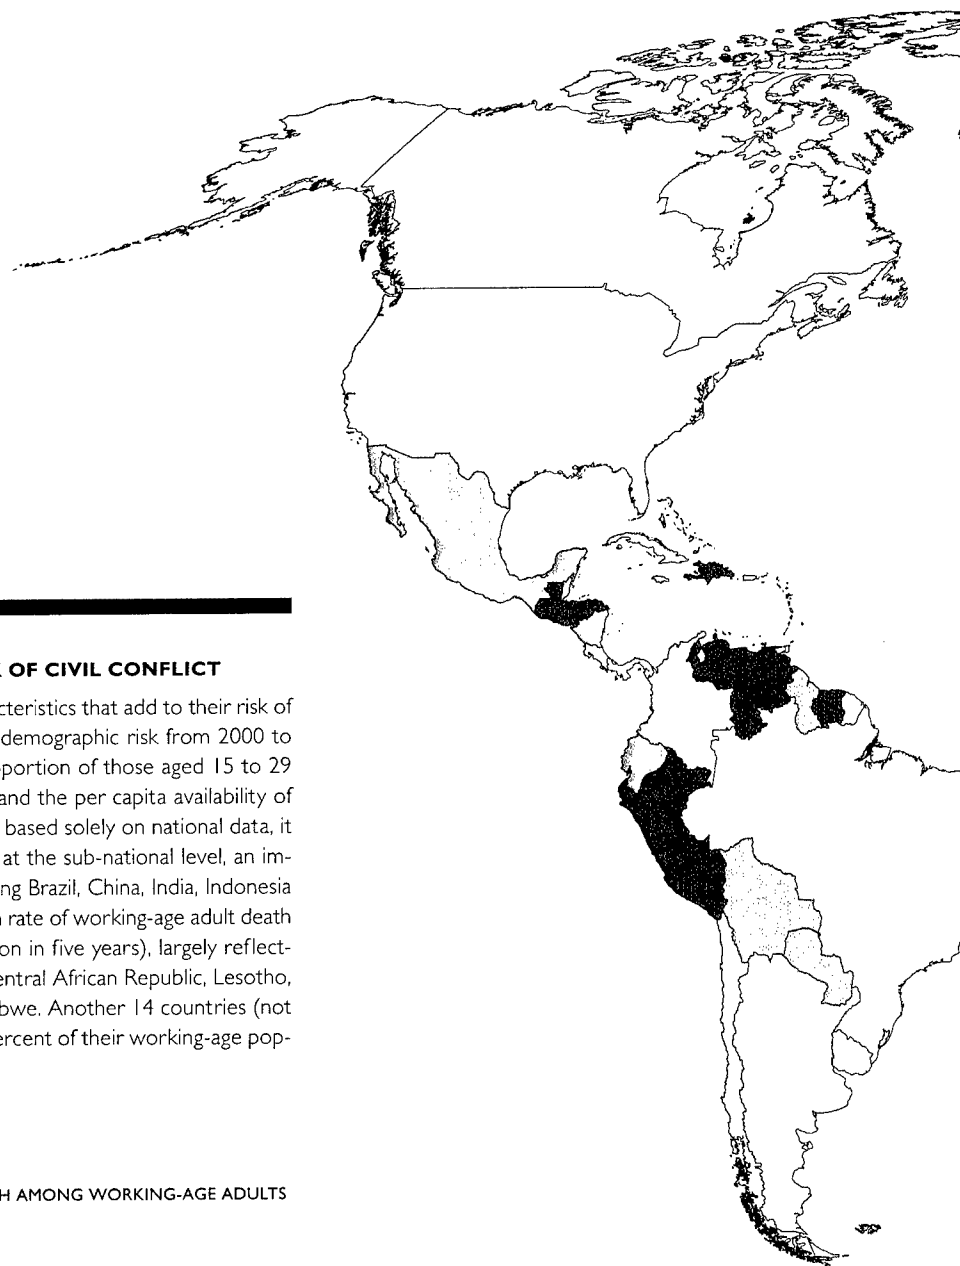 OF CIVIL CONFLICT
cteristics that add to their risk of
demographic risk from 2000 to
portion of those aged 15 to 29
and the per capita availability of
based solely on national data, it
at the sub-national level, an im-
ng Brazil, China, India, Indonesia
rate of working-age adult death
on in five years), largely reflect-
entral African Republic, Lesotho,
bwe. Another 14 countries (not
ercent of their working-age pop-
H AMONG WORKING-AGE ADULTS